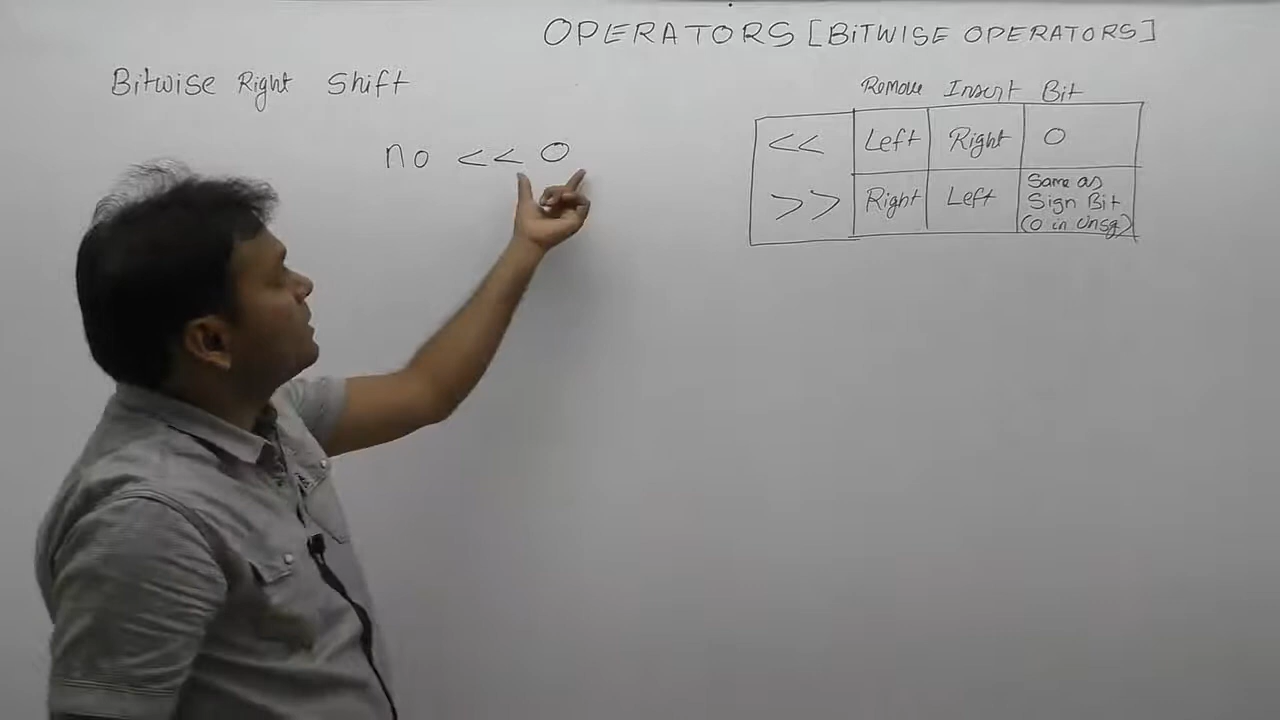 OPERATORS [BiTWISE OPERATORS]
Bitwise Right Shift
no << 0
Remove Insert Bit
<< Left Right 0
>> Right Left Same as Sign Bit (0 in Unsg)